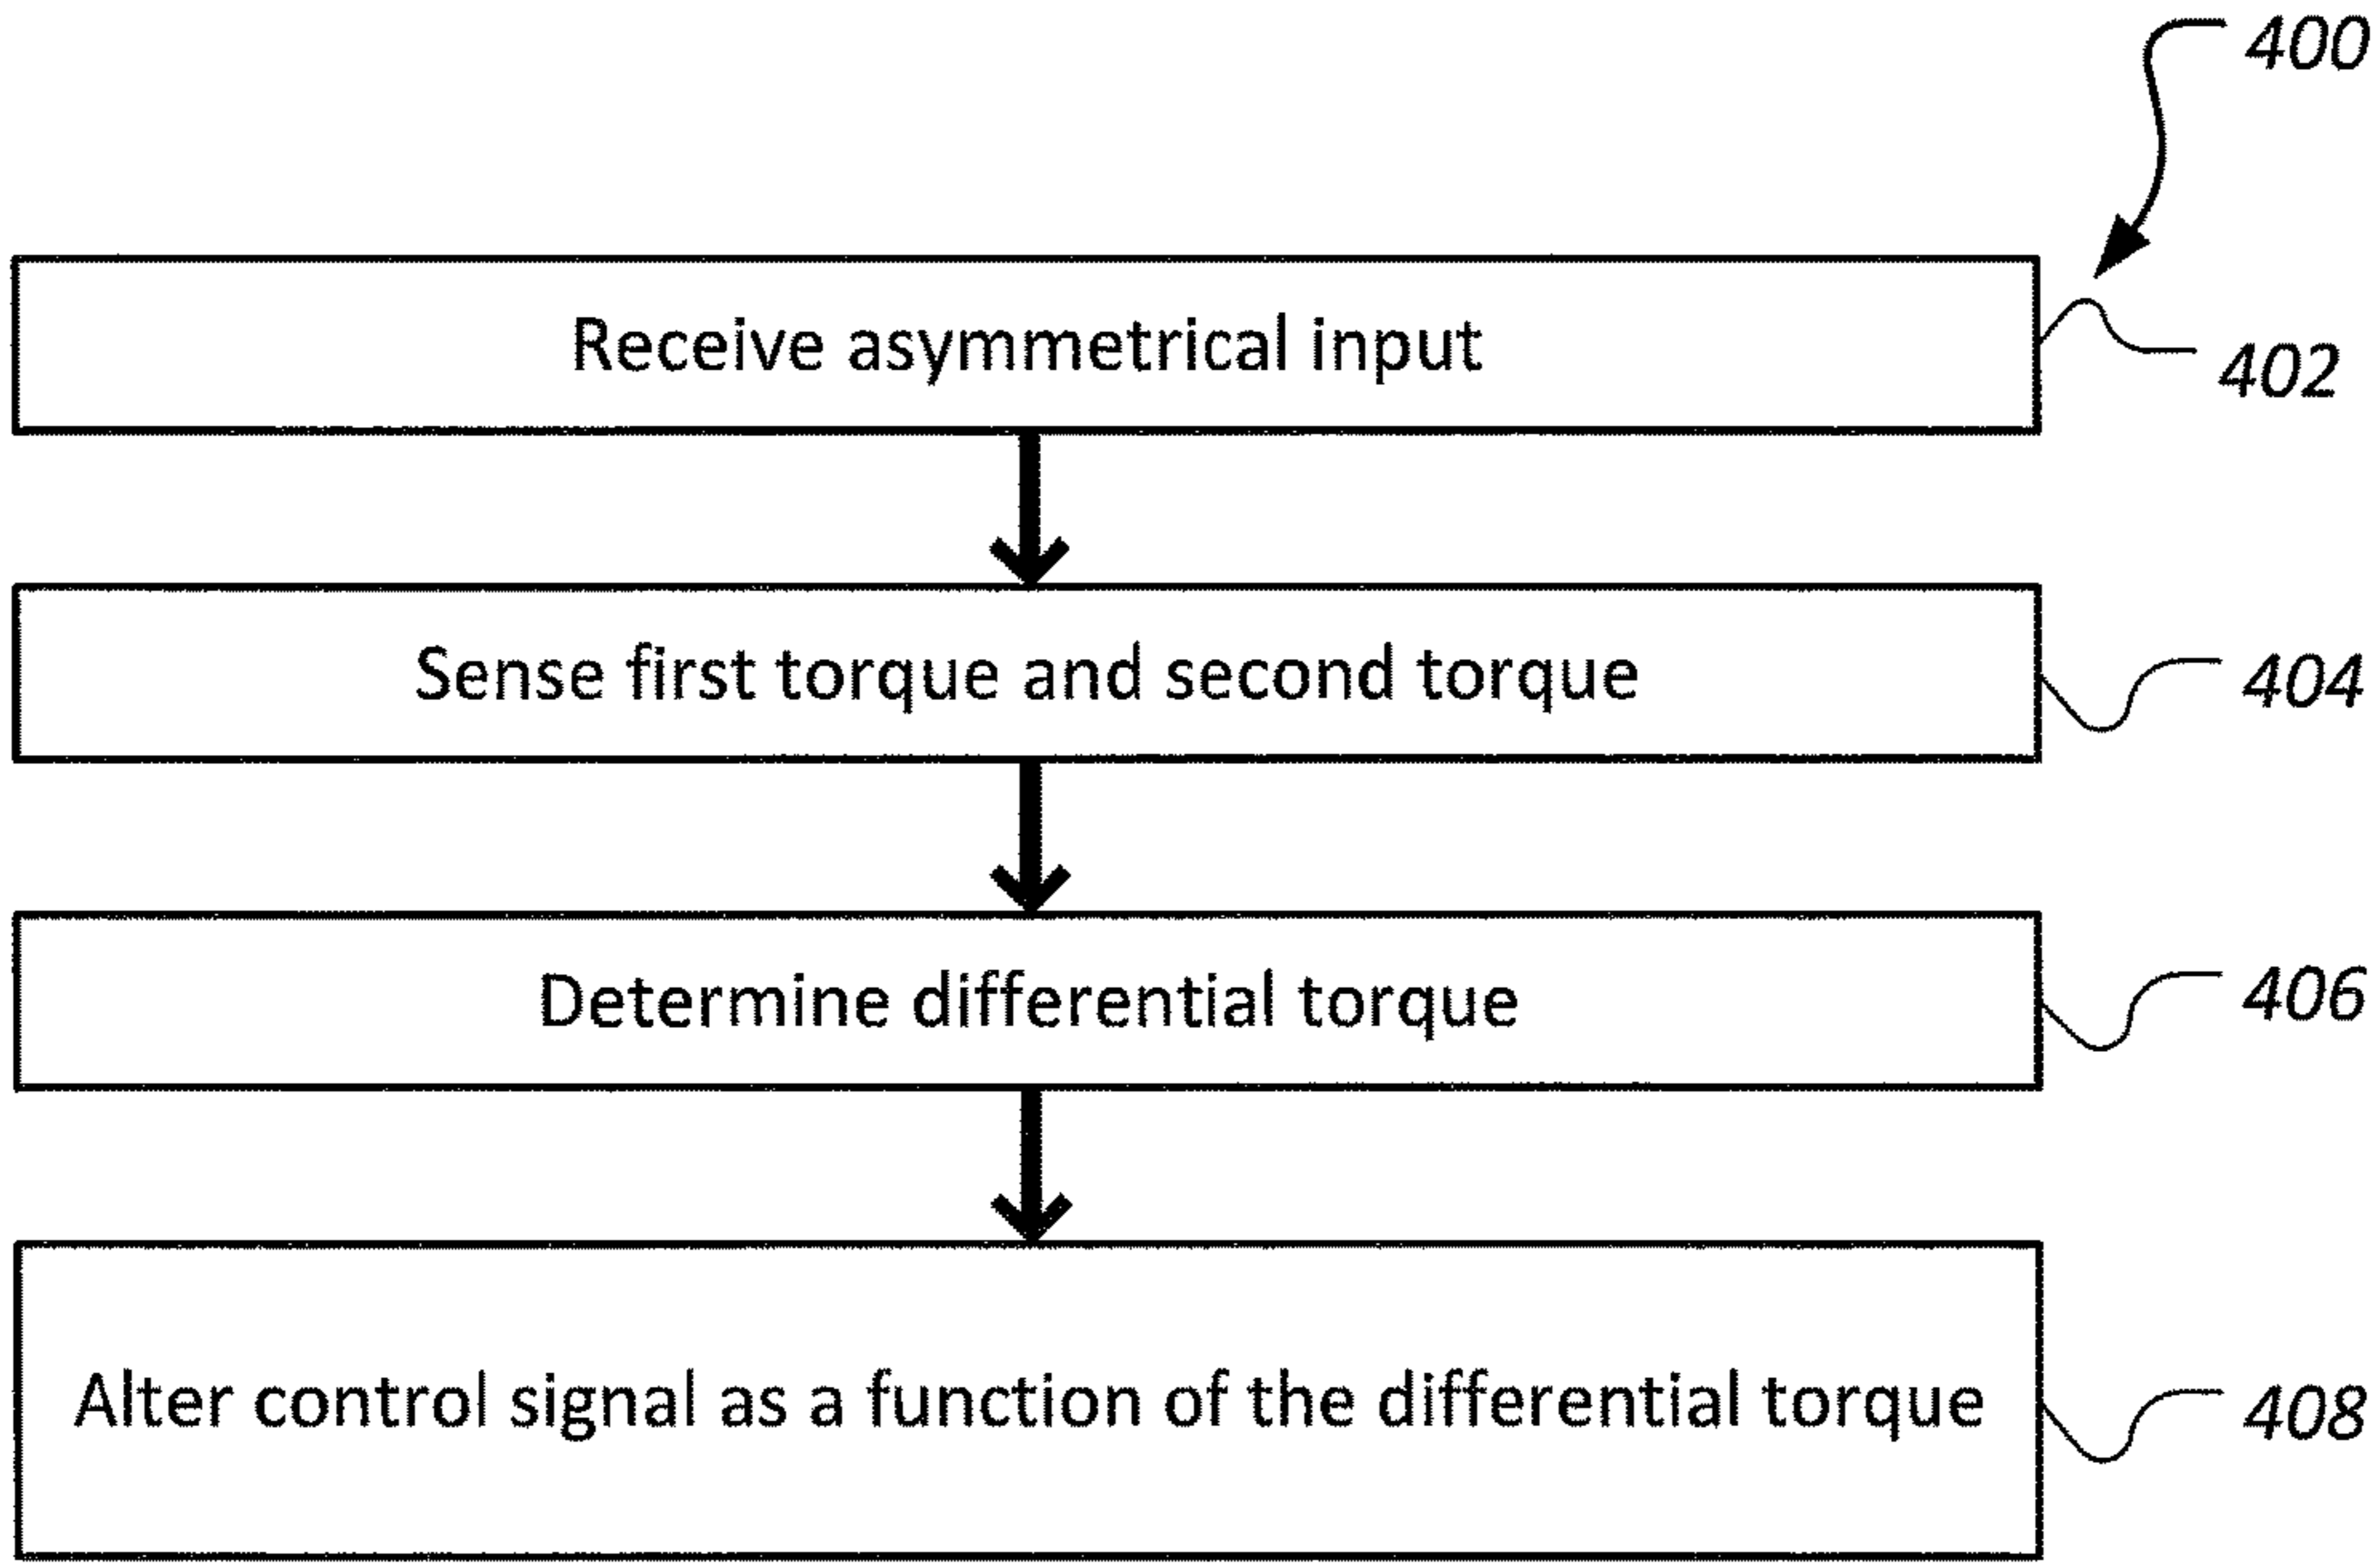 400
Receive asymmetrical input
402
Sense first torque and second torque
404
Determine differential torque
406
Alter control signal as a function of the differential torque
408